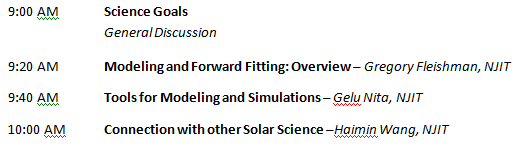 9:00 AM Science Goals
General Discussion
9:20 AM Modeling and Forward Fitting: Overview – Gregory Fleishman, NJIT
9:40 AM Tools for Modeling and Simulations – Gelu Nita, NJIT
10:00 AM Connection with other Solar Science –Haimin Wang, NJIT